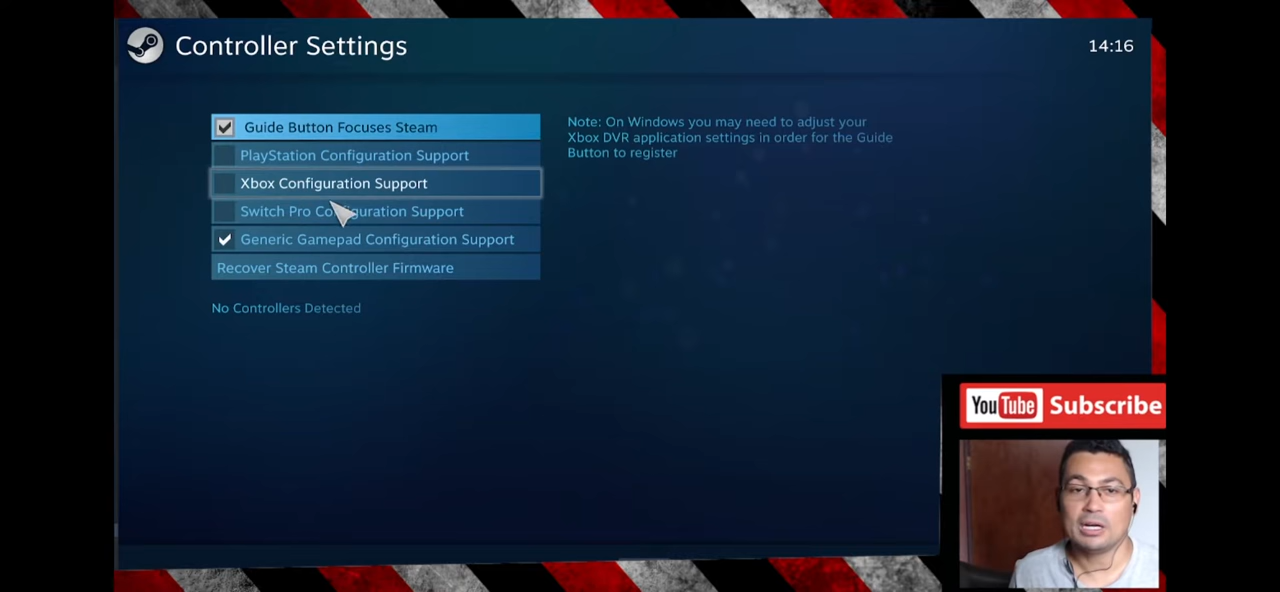 Controller Settings
14:16
Guide Button Focuses Steam
PlayStation Configuration Support
Xbox Configuration Support
Switch Pro Configuration Support
Generic Gamepad Configuration Support
Recover Steam Controller Firmware
No Controllers Detected
Note: On Windows you may need to adjust your
Xbox DVR application settings in order for the Guide
Button to register
YouTube Subscribe